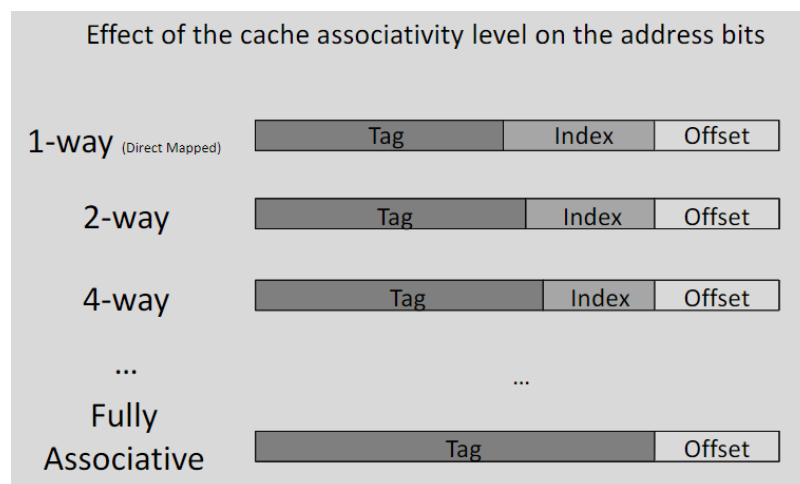 Effect of the cache associativity level on the address bits
1-way (Direct Mapped) Tag Index Offset
2-way Tag Index Offset
4-way Tag Index Offset
... ...
Fully
Associative Tag Offset